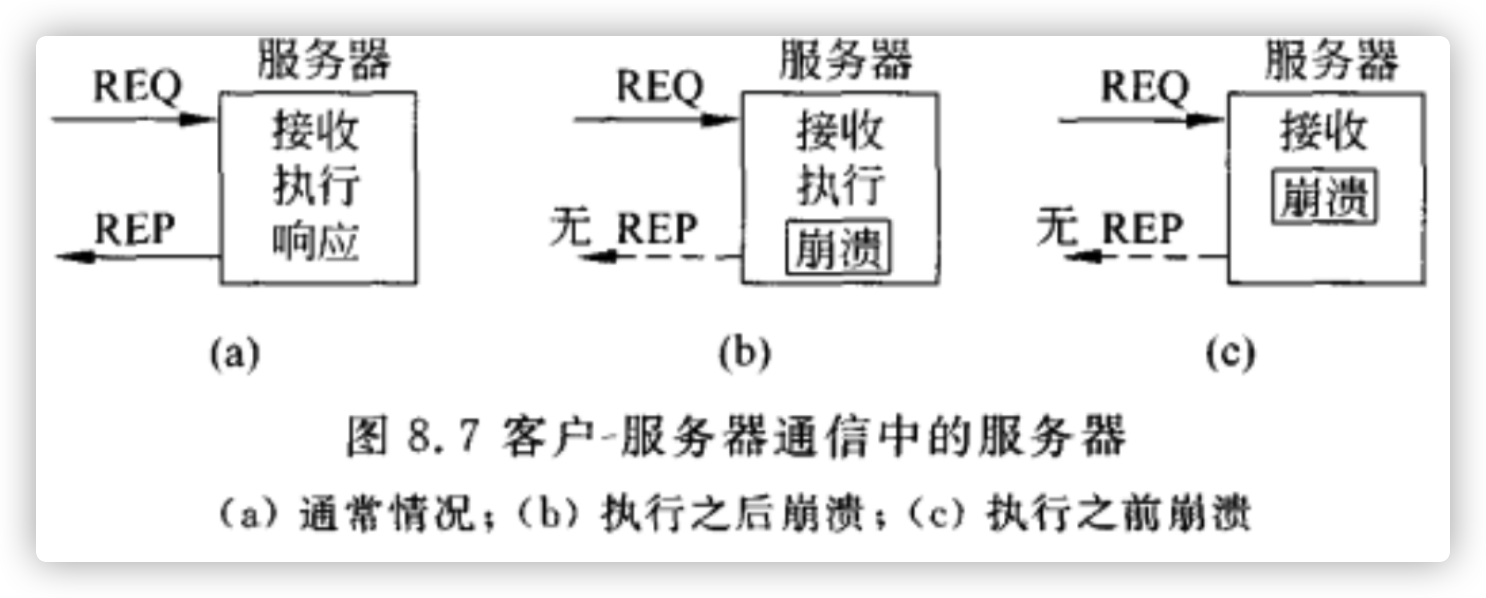 服务器 服务器 服务器
REQ REQ REQ
接收 接收 接收
执行 执行 崩溃
REP 无 REP 无 REP
响应 崩溃
(a) (b) (c)
图 8.7 客户-服务器通信中的服务器
(a) 通常情况;(b) 执行之后崩溃;(c) 执行之前崩溃